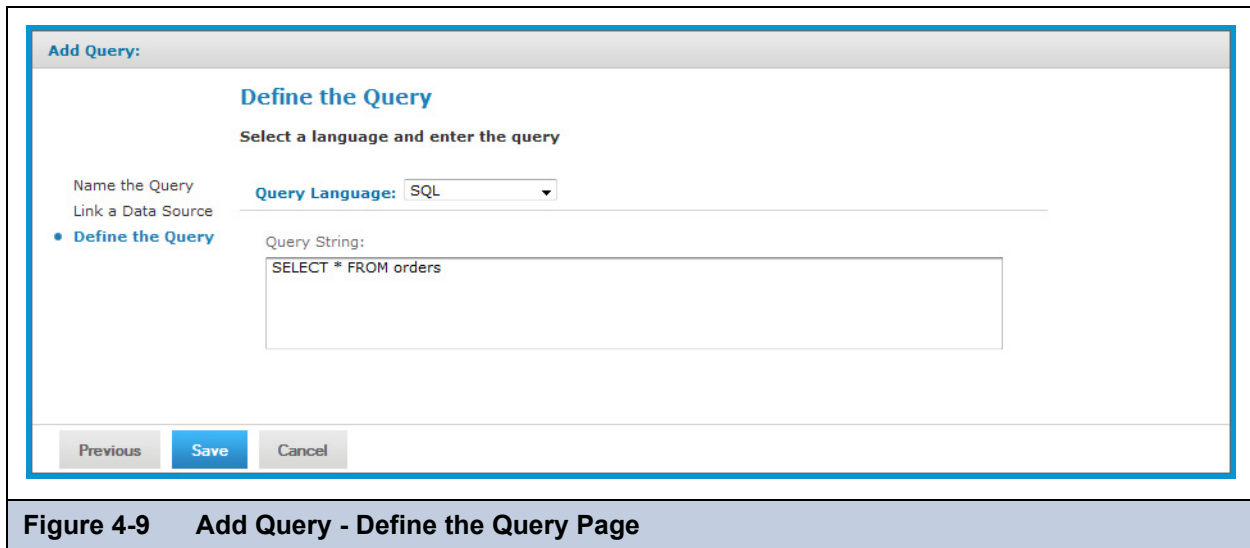 Add Query:
Define the Query
Select a language and enter the query
Name the Query
Link a Data Source
Define the Query
Query Language: SQL
Query String:
SELECT * FROM orders
Previous Save Cancel
Figure 4-9 Add Query - Define the Query Page